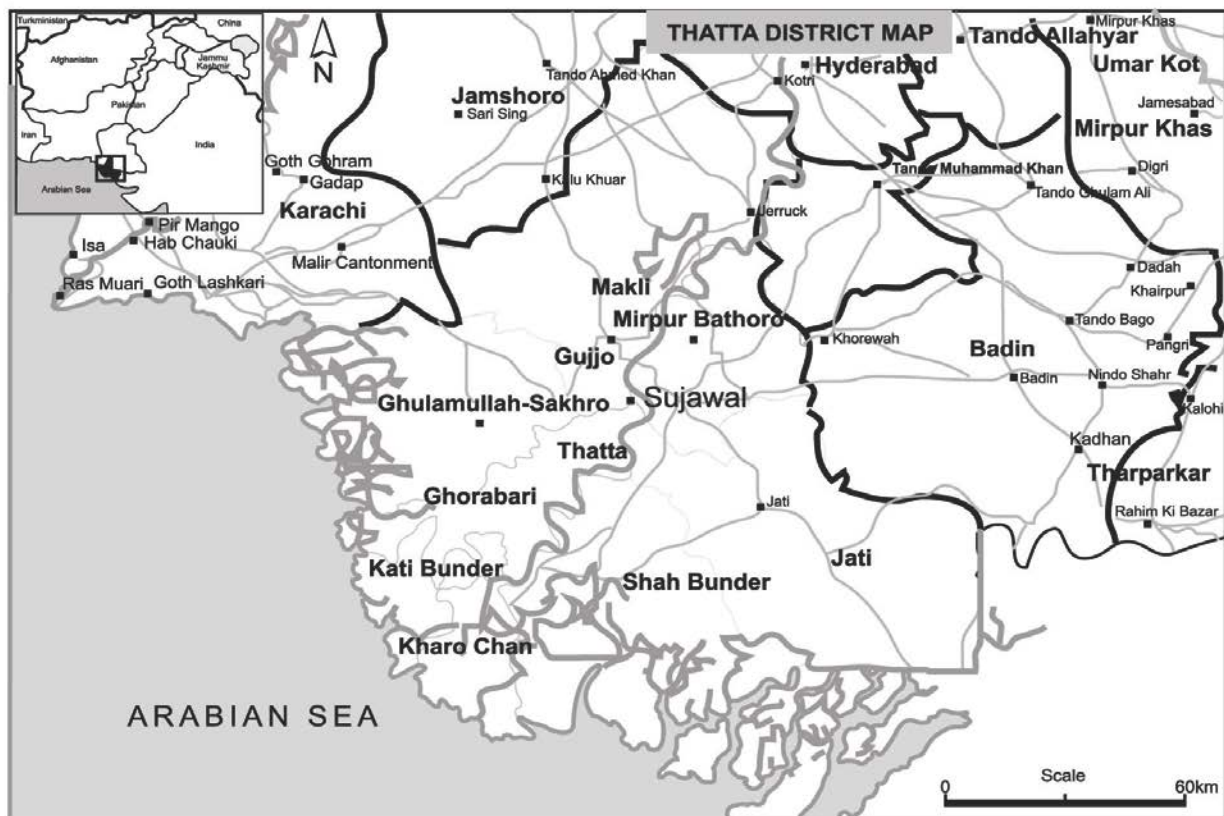 THATTA DISTRICT MAP
Turkministan
China
Afghanistan
Jammu
Kashmir
Pakistan
Iran
India
Arabian Sea
N
Tando Allahyar
Mirpur Khas
Hyderabad
Umar Kot
Tando Ahmed Khan
Kotri
Jamshoro
Sari Sing
Jamesabad
Mirpur Khas
Goth Gohram
Gadap
Kalu Khuar
Muhammad Khan
Digri
Tando Ghulam Ali
Karachi
Jerruck
Pir Mango
Hab Chauki
Isa
Malir Cantonment
Dadah
Ras Muari
Goth Lashkari
Makli
Khairpur
Mirpur Bathoro
Tando Bago
Gujjo
Khorewah
Badin
Pangri
Badin
Nindo Shahr
Ghulamullah-Sakhro
Sujawal
Kalohi
Thatta
Kadhan
Tharparkar
Ghorabari
Jati
Rahim Ki Bazar
Kati Bunder
Shah Bunder
Jati
Kharo Chan
ARABIAN SEA
Scale
0
60km